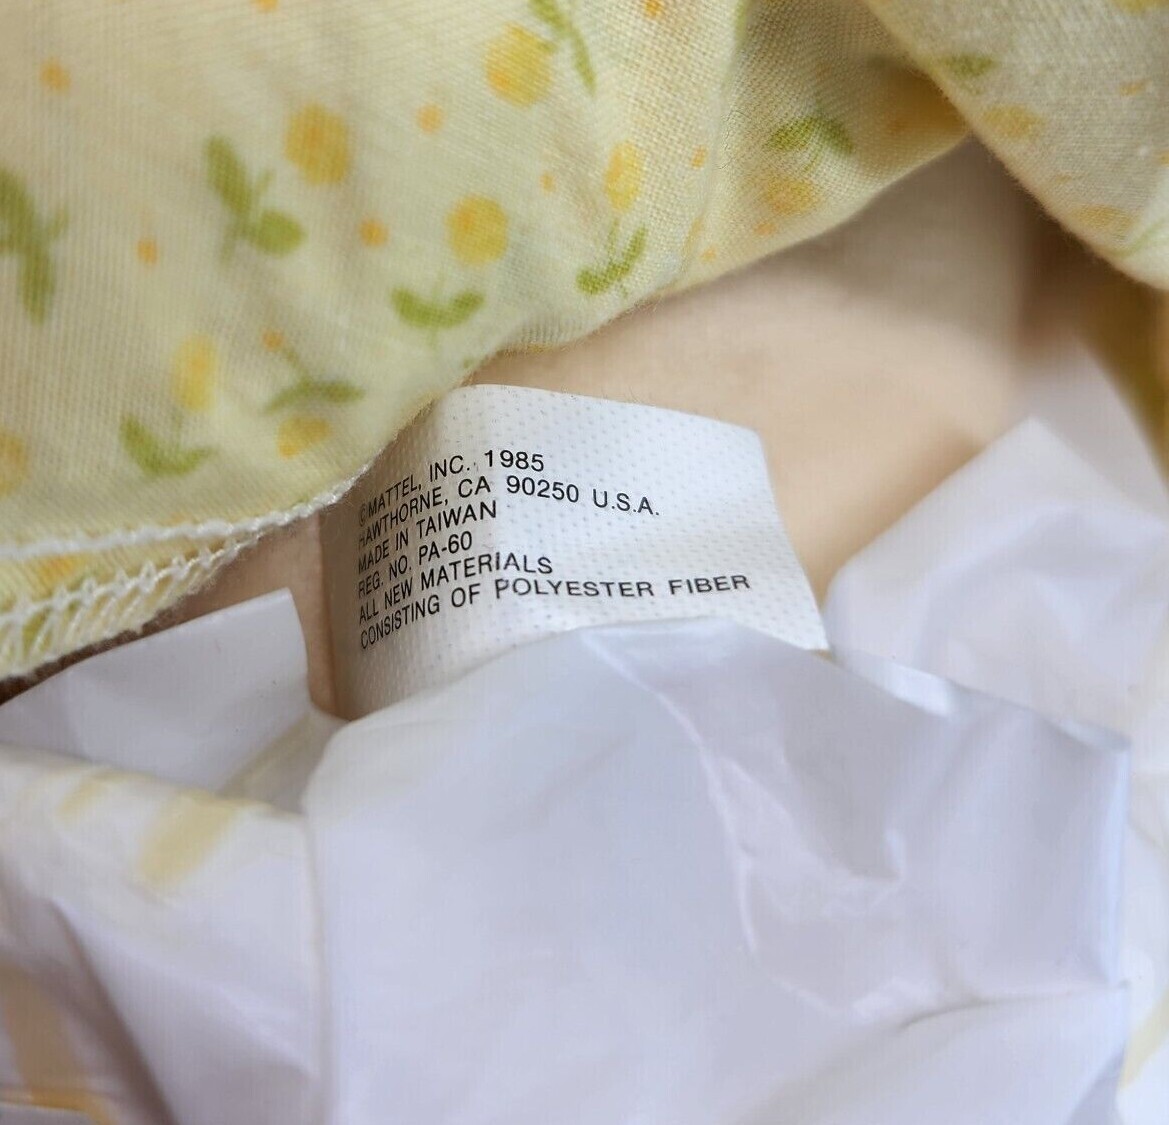 ©MATTEL, INC. 1985
HAWTHORNE, CA 90250 U.S.A.
MADE IN TAIWAN
REG. NO. PA-60
ALL NEW MATERIALS
CONSISTING OF POLYESTER FIBER